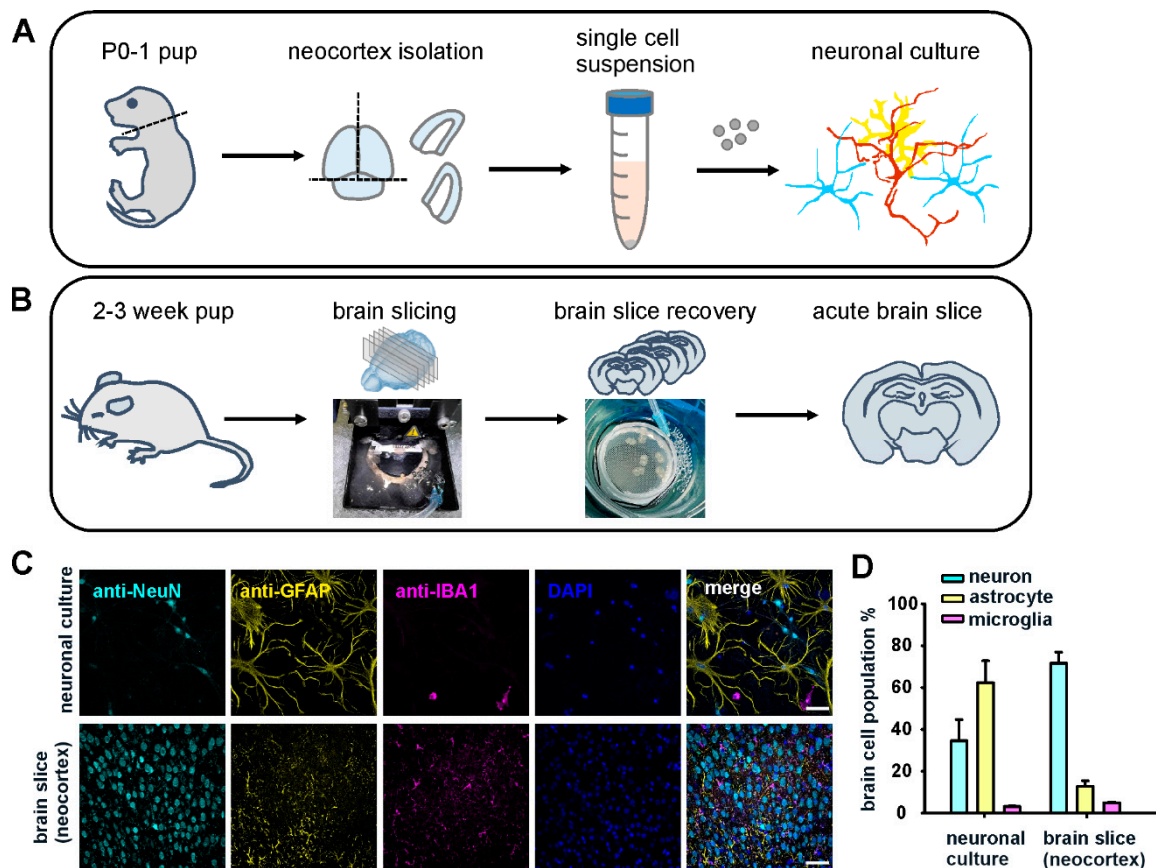 A
P0-1 pup
neocortex isolation
single cell
suspension
neuronal culture
B
2-3 week pup
brain slicing
brain slice recovery
acute brain slice
C
neuronal culture
anti-NeuN
anti-GFAP
anti-IBA1
DAPI
merge
brain slice
(neocortex)
D
neuron
astrocyte
microglia
brain cell population %
100
80
60
40
20
0
neuronal
culture
brain slice
(neocortex)